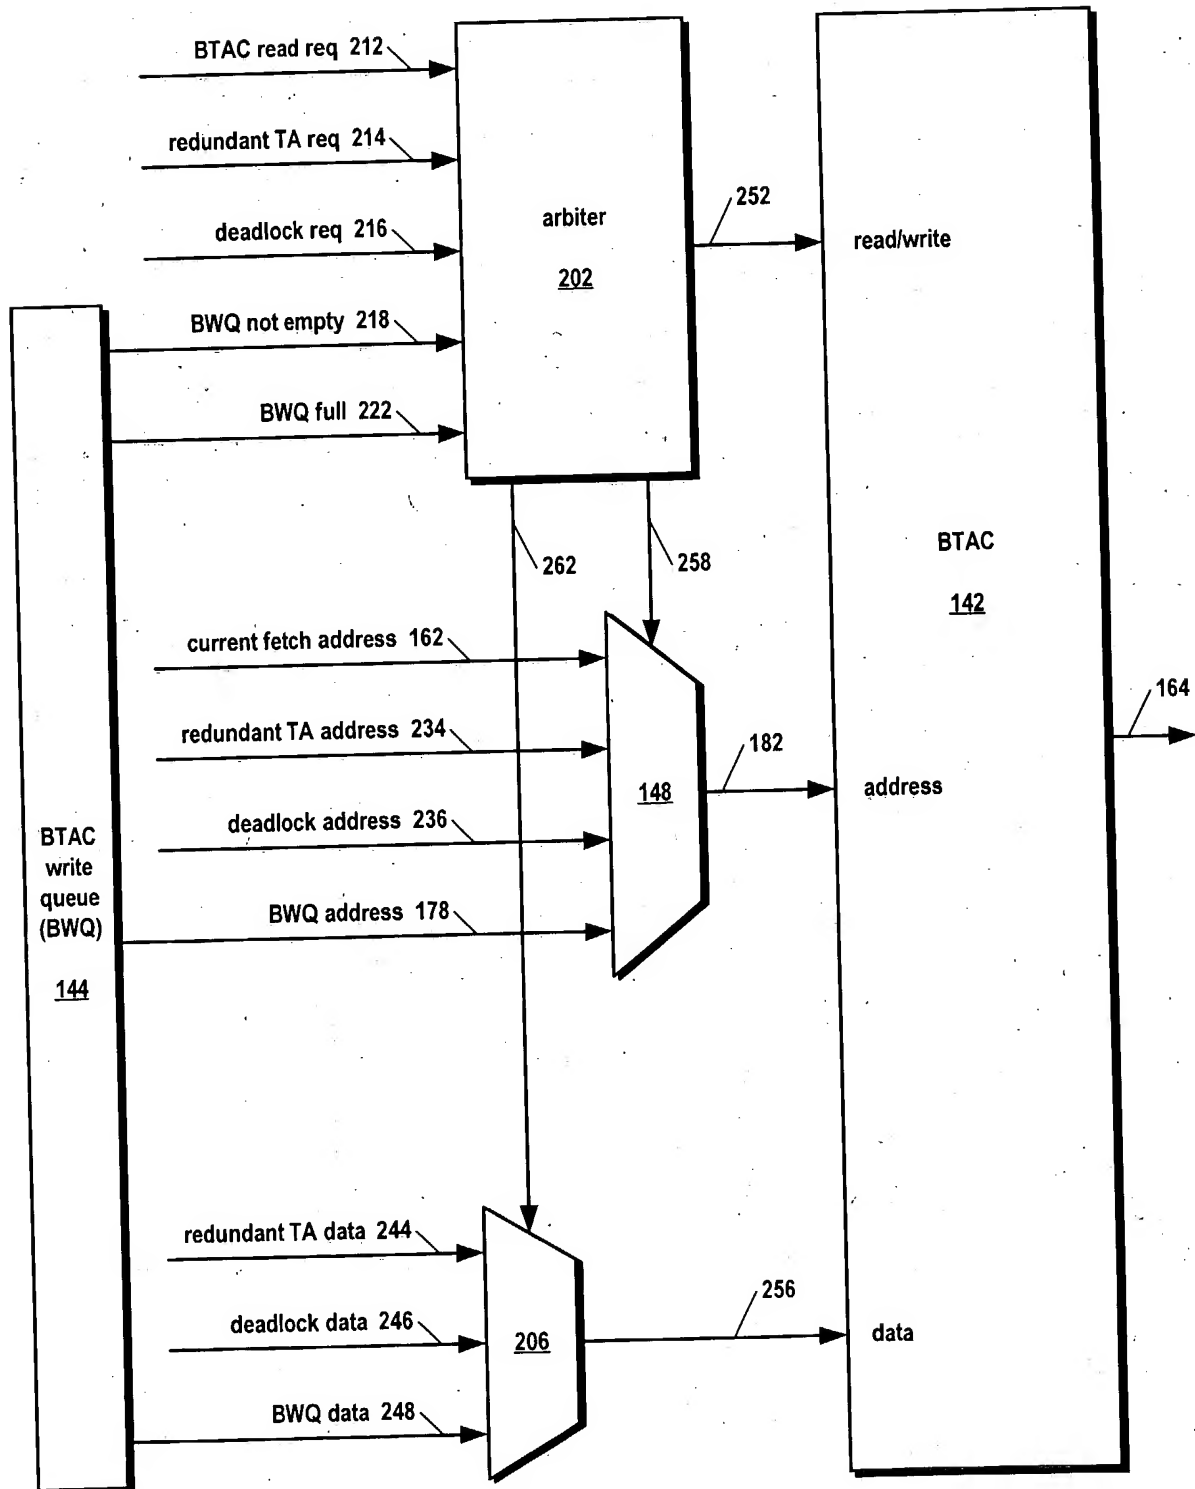 BTAC read req 212
redundant TA req 214
deadlock req 216
BWQ not empty 218
BWQ full 222
arbiter
202
252
read/write
262
258
BTAC
142
current fetch address 162
redundant TA address 234
deadlock address 236
BWQ address 178
148
182
address
164
BTAC
write
queue
(BWQ)
144
redundant TA data 244
deadlock data 246
BWQ data 248
206
256
data